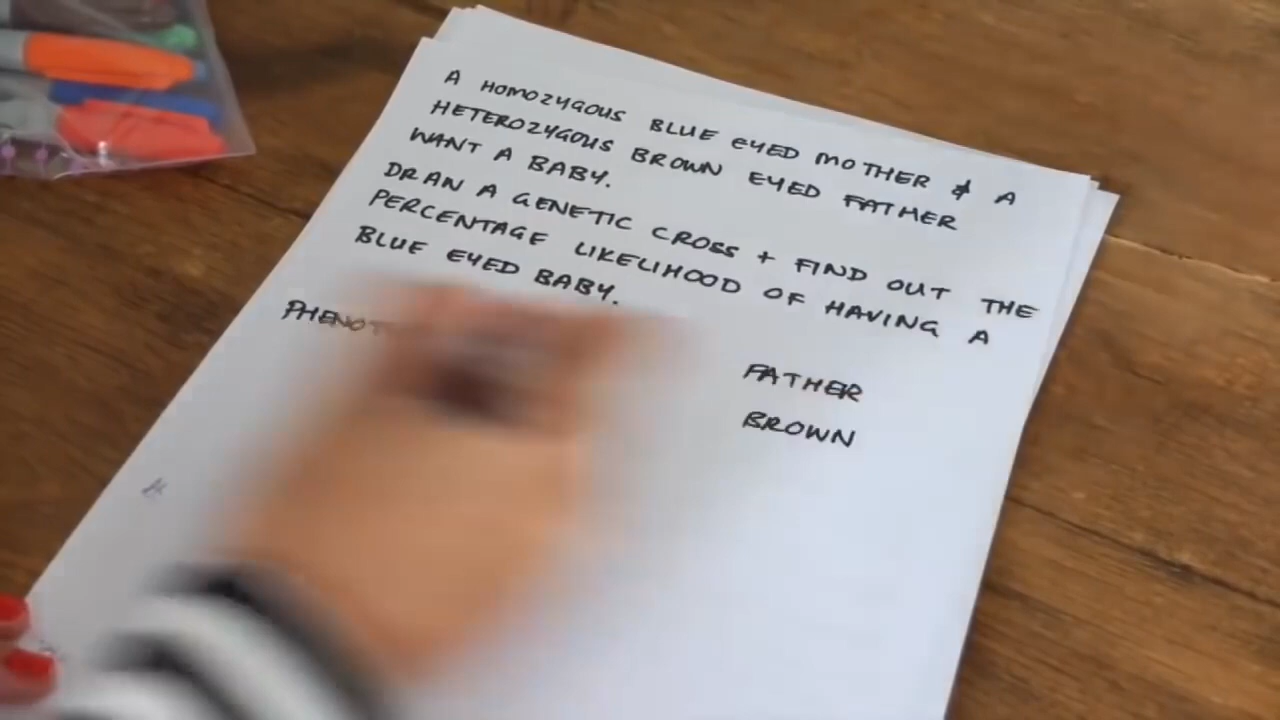 A HOMOZYGOUS BLUE EYED MOTHER & A
HETEROZYGOUS BROWN EYED FATHER
WANT A BABY.
DRAN A GENETIC CROSS + FIND OUT THE
PERCENTAGE LIKELIHOOD OF HAVING A
BLUE EYED BABY.
FATHER
BROWN